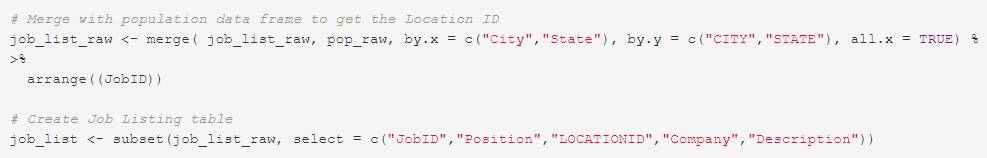 # Merge with population data frame to get the Location ID
job_list_raw <- merge( job_list_raw, pop_raw, by.x = c("City","State"), by.y = c("CITY","STATE"), all.x = TRUE) %
>%
  arrange((JobID))
# Create Job Listing table
job_list <- subset(job_list_raw, select = c("JobID","Position","LOCATIONID","Company","Description"))